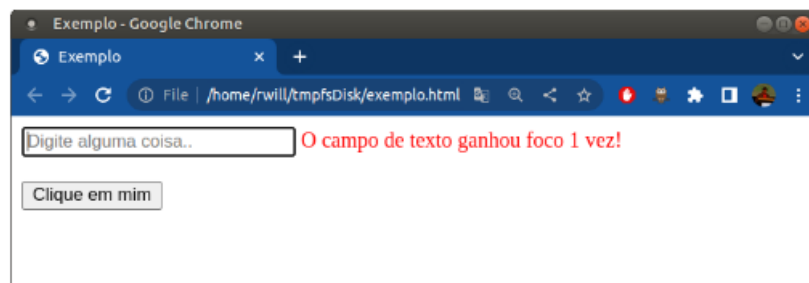 Exemplo - Google Chrome
Exemplo
File | /home/rwill/tmpfsDisk/exemplo.html
Digite alguma coisa.. O campo de texto ganhou foco 1 vez!
Clique em mim